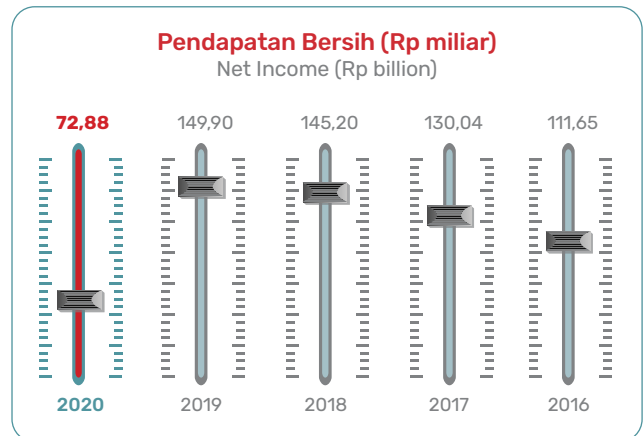 Pendapatan Bersih (Rp miliar)
Net Income (Rp billion)
72,88 149,90 145,20 130,04 111,65
2020 2019 2018 2017 2016